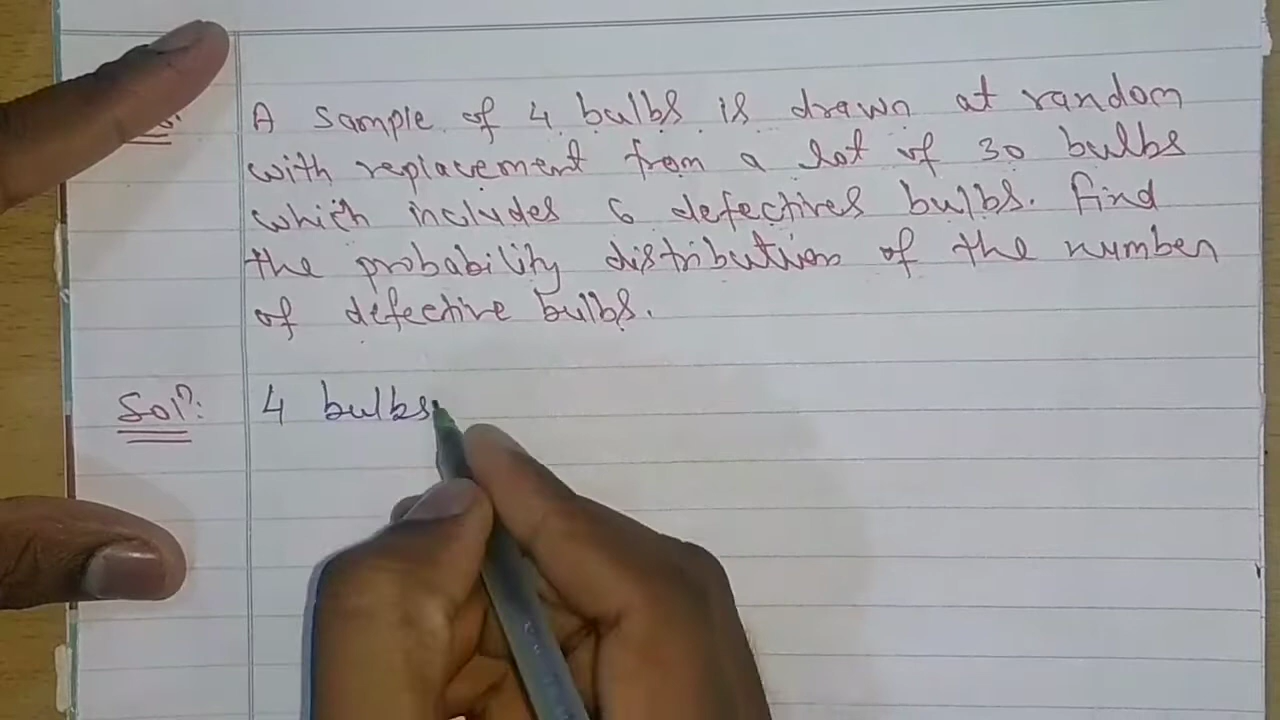 A sample of 4 bulbs is drawn at random
with replacement from a lot of 30 bulbs
which includes 6 defectives bulbs. Find
the probability distribution of the number
of defective bulbs.
Solⁿ: 4 bulbs